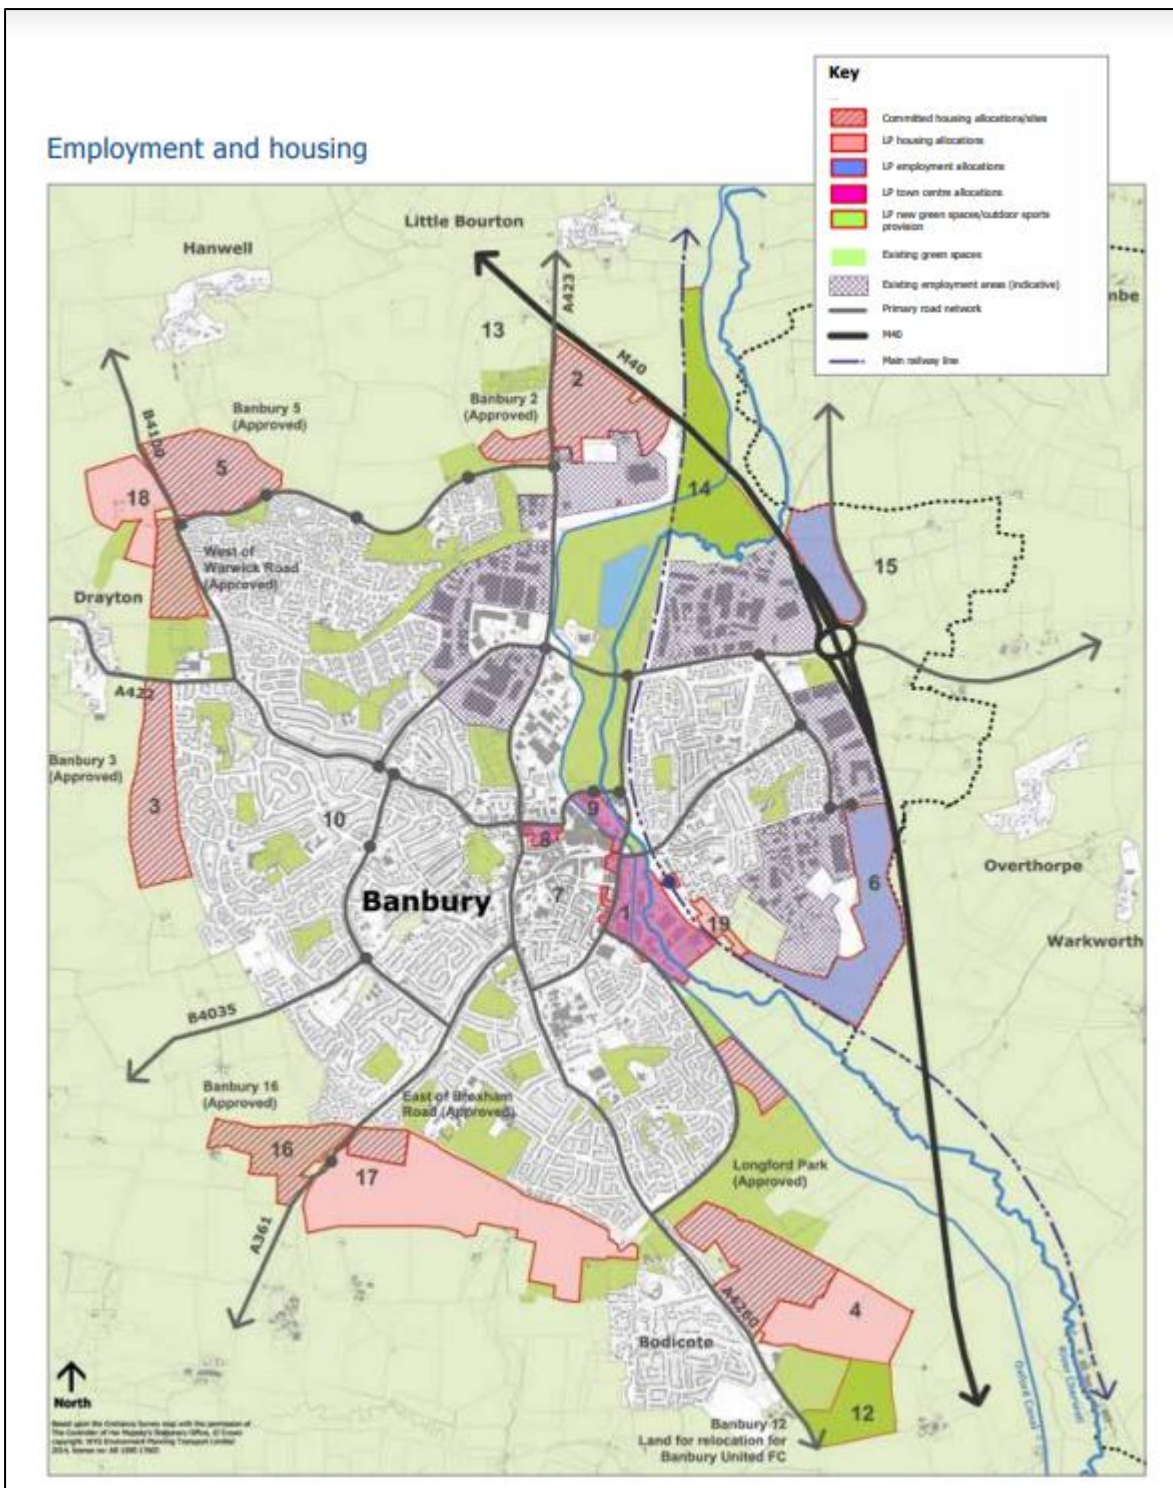 Key
Committed housing allocations/sites
LP housing allocations
LP employment allocations
LP town centre allocations
LP new green spaces/outdoor sports
provision
Existing green spaces
Existing employment areas (indicative)
Primary road network
M40
Main railway line
Employment and housing
Little Bourton
Hanwell
A423
13
M40
2
mbe
B4100
Banbury 5
(Approved)
Banbury 2
(Approved)
5
18
14
West of
Warwick Road
(Approved)
15
Drayton
A422
Banbury 3
(Approved)
3
10
9
8
Overthorpe
6
Banbury
7
1
19
Warkworth
B4035
Banbury 16
(Approved)
East of Bloxham
Road (Approved)
16
17
Longford Park
(Approved)
A361
A4260
4
Bodicote
Oxford Canal
River Cherwell
North
12
Banbury 12
Land for relocation for
Banbury United FC